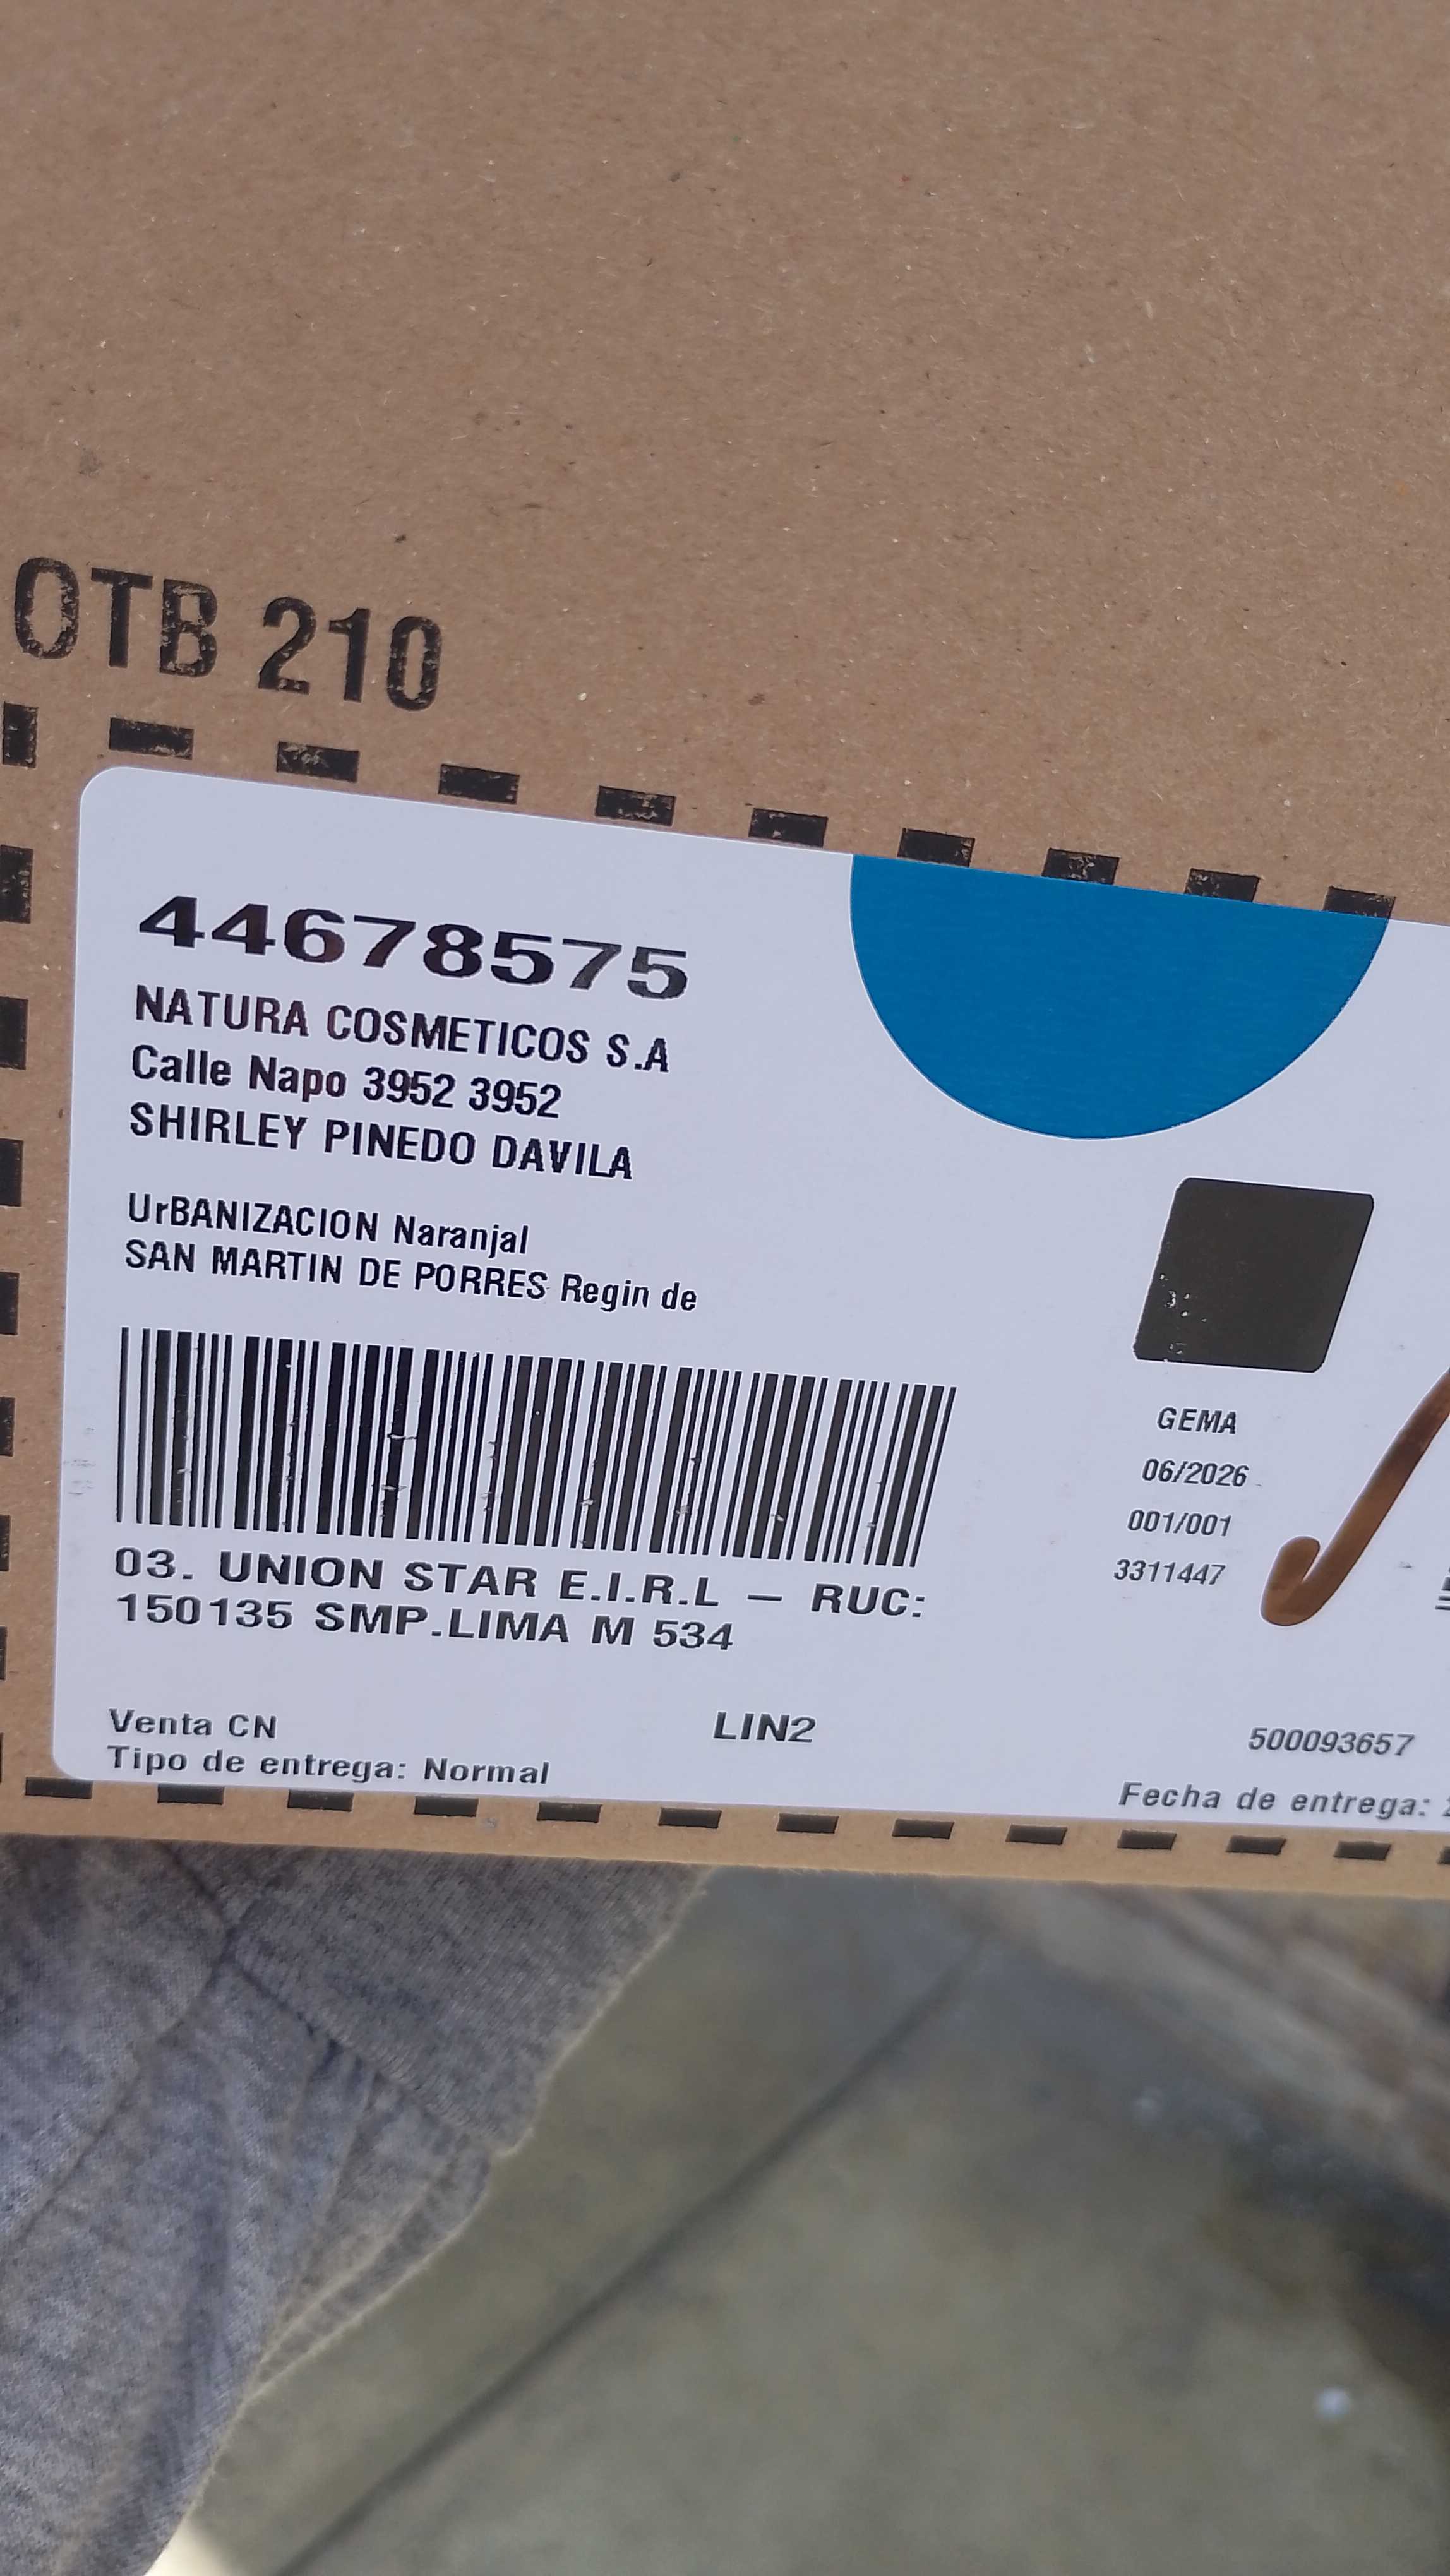 OTB 210
44678575
NATURA COSMETICOS S.A
Calle Napo 3952 3952
SHIRLEY PINEDO DAVILA
UrBANIZACION Naranjal
SAN MARTIN DE PORRES Regin de
GEMA
06/2026
001/001
3311447
03. UNION STAR E.I.R.L – RUC:
150135 SMP.LIMA M 534
Venta CN
LIN2
500093657
Tipo de entrega: Normal
Fecha de entrega: